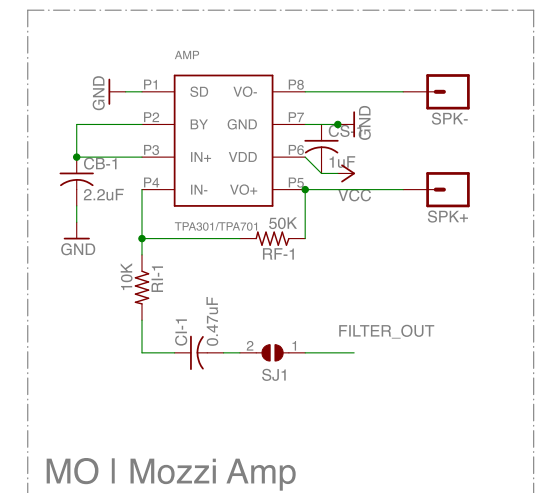 AMP
GND
P1
SD
VO-
P8
SPK-
P2
BY
GND
P7
GND
CS-1
1uF
P3
IN+
VDD
P6
VCC
CB-1
2.2uF
P4
IN-
VO+
P5
SPK+
TPA301/TPA701
50K
RF-1
GND
10K
RI-1
CI-1
0.47uF
2
1
SJ1
FILTER_OUT
MO | Mozzi Amp